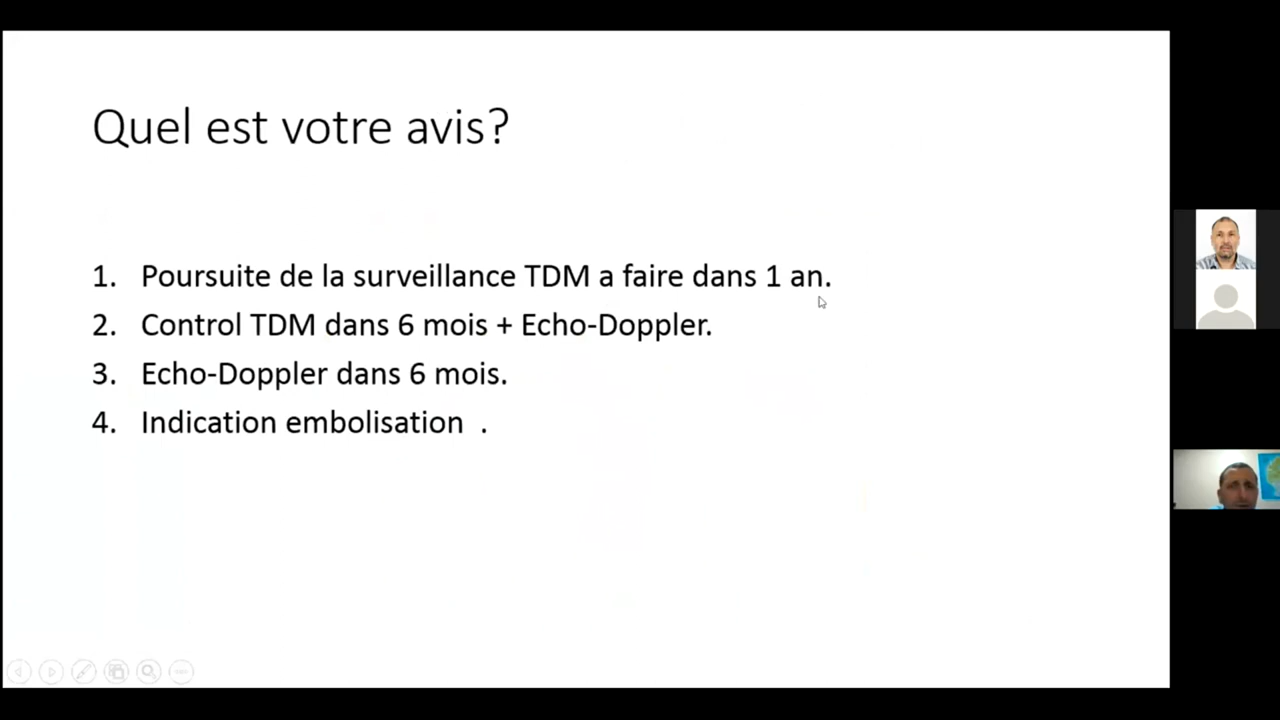 Quel est votre avis?
1. Poursuite de la surveillance TDM a faire dans 1 an.
2. Control TDM dans 6 mois + Echo-Doppler.
3. Echo-Doppler dans 6 mois.
4. Indication embolisation .